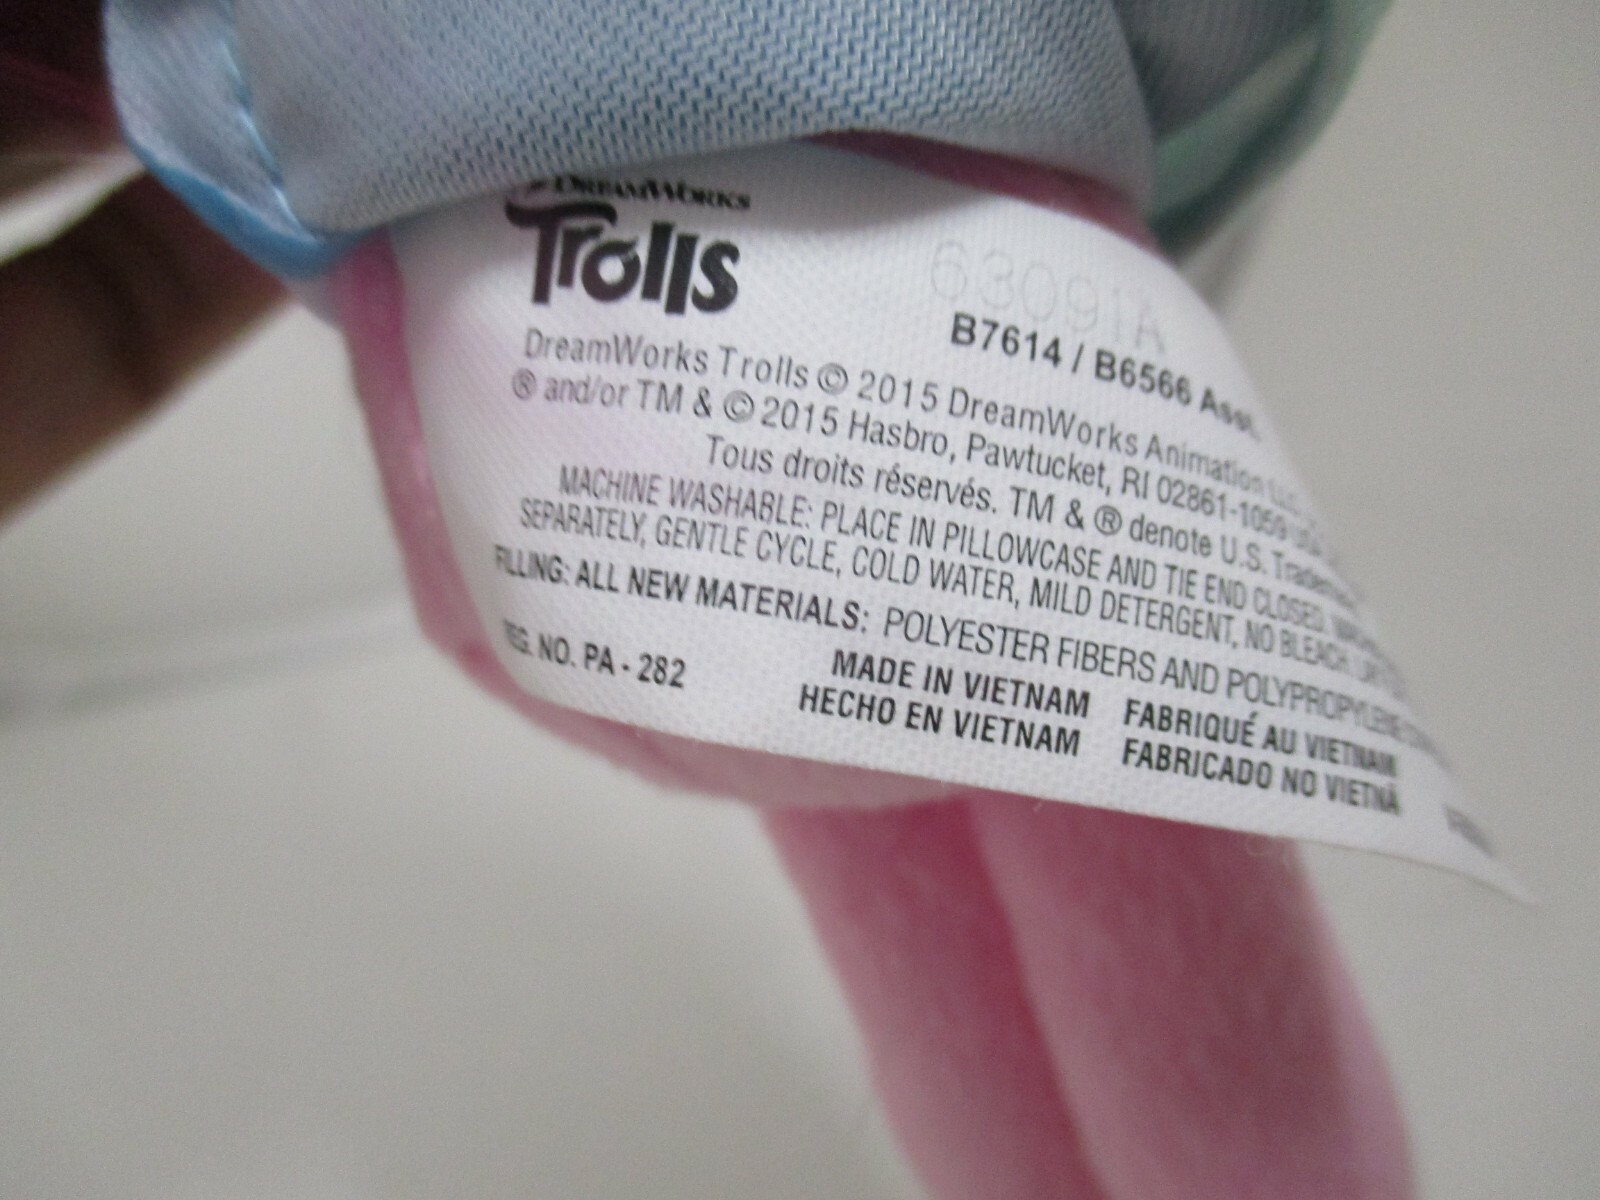 DREAMWORKS
Trolls
63091A
B7614 / B6566 Asst.
DreamWorks Trolls © 2015 DreamWorks Animation
® and/or TM & © 2015 Hasbro, Pawtucket, RI 02861-1059 USA
Tous droits réservés. TM & ® denote U.S.
MACHINE WASHABLE: PLACE IN PILLOWCASE AND TIE END CLOSED.
SEPARATELY, GENTLE CYCLE, COLD WATER, MILD DETERGENT, NO BLEACH.
FILLING: ALL NEW MATERIALS: POLYESTER FIBERS AND POLYPROPYLENE
REG. NO. PA - 282
MADE IN VIETNAM FABRIQUÉ AU VIETNAM
HECHO EN VIETNAM FABRICADO NO VIETNÃ